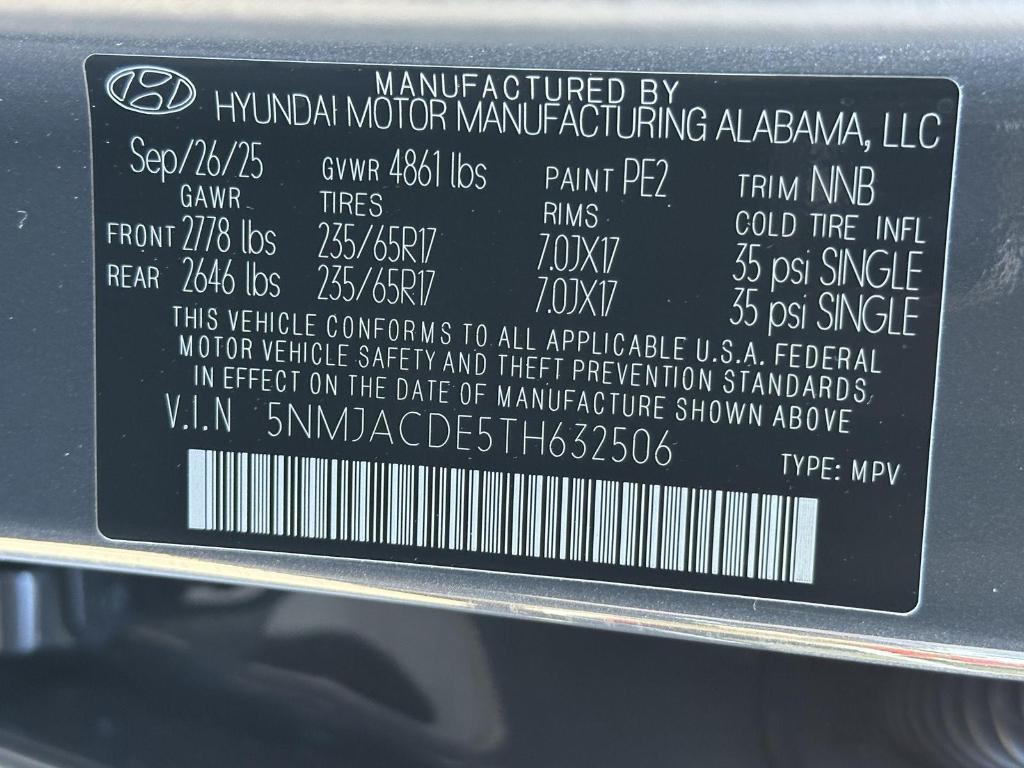 MANUFACTURED BY
HYUNDAI MOTOR MANUFACTURING ALABAMA, LLC
Sep/26/25 GVWR 4861 lbs PAINT PE2 TRIM NNB
GAWR TIRES RIMS COLD TIRE INFL
FRONT 2778 lbs 235/65R17 7.0JX17 35 psi SINGLE
REAR 2646 lbs 235/65R17 7.0JX17 35 psi SINGLE
THIS VEHICLE CONFORMS TO ALL APPLICABLE U.S.A. FEDERAL
MOTOR VEHICLE SAFETY AND THEFT PREVENTION STANDARDS,
IN EFFECT ON THE DATE OF MANUFACTURE SHOWN ABOVE
V.I.N 5NMJACDE5TH632506 TYPE: MPV